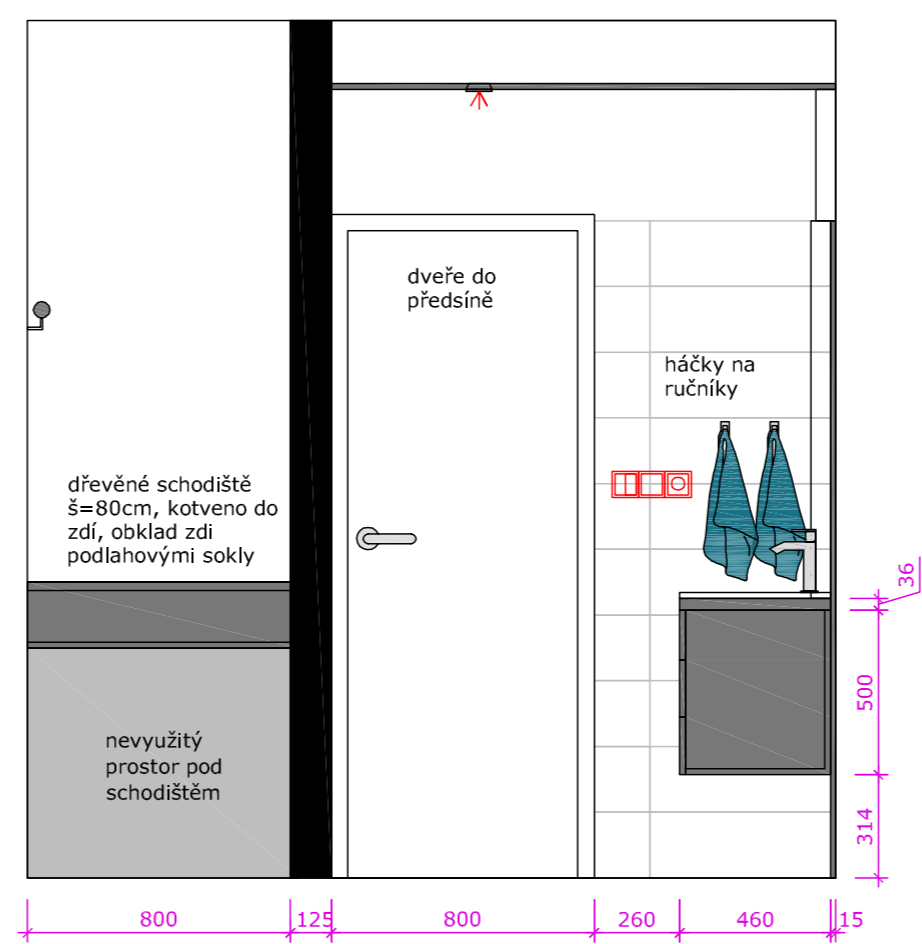 dveře do
předsíně
háčky na
ručníky
dřevěné schodiště
š=80cm, kotveno do
zdí, obklad zdi
podlahovými sokly
nevyužitý
prostor pod
schodištěm
36
500
314
800
125
800
260
460
15